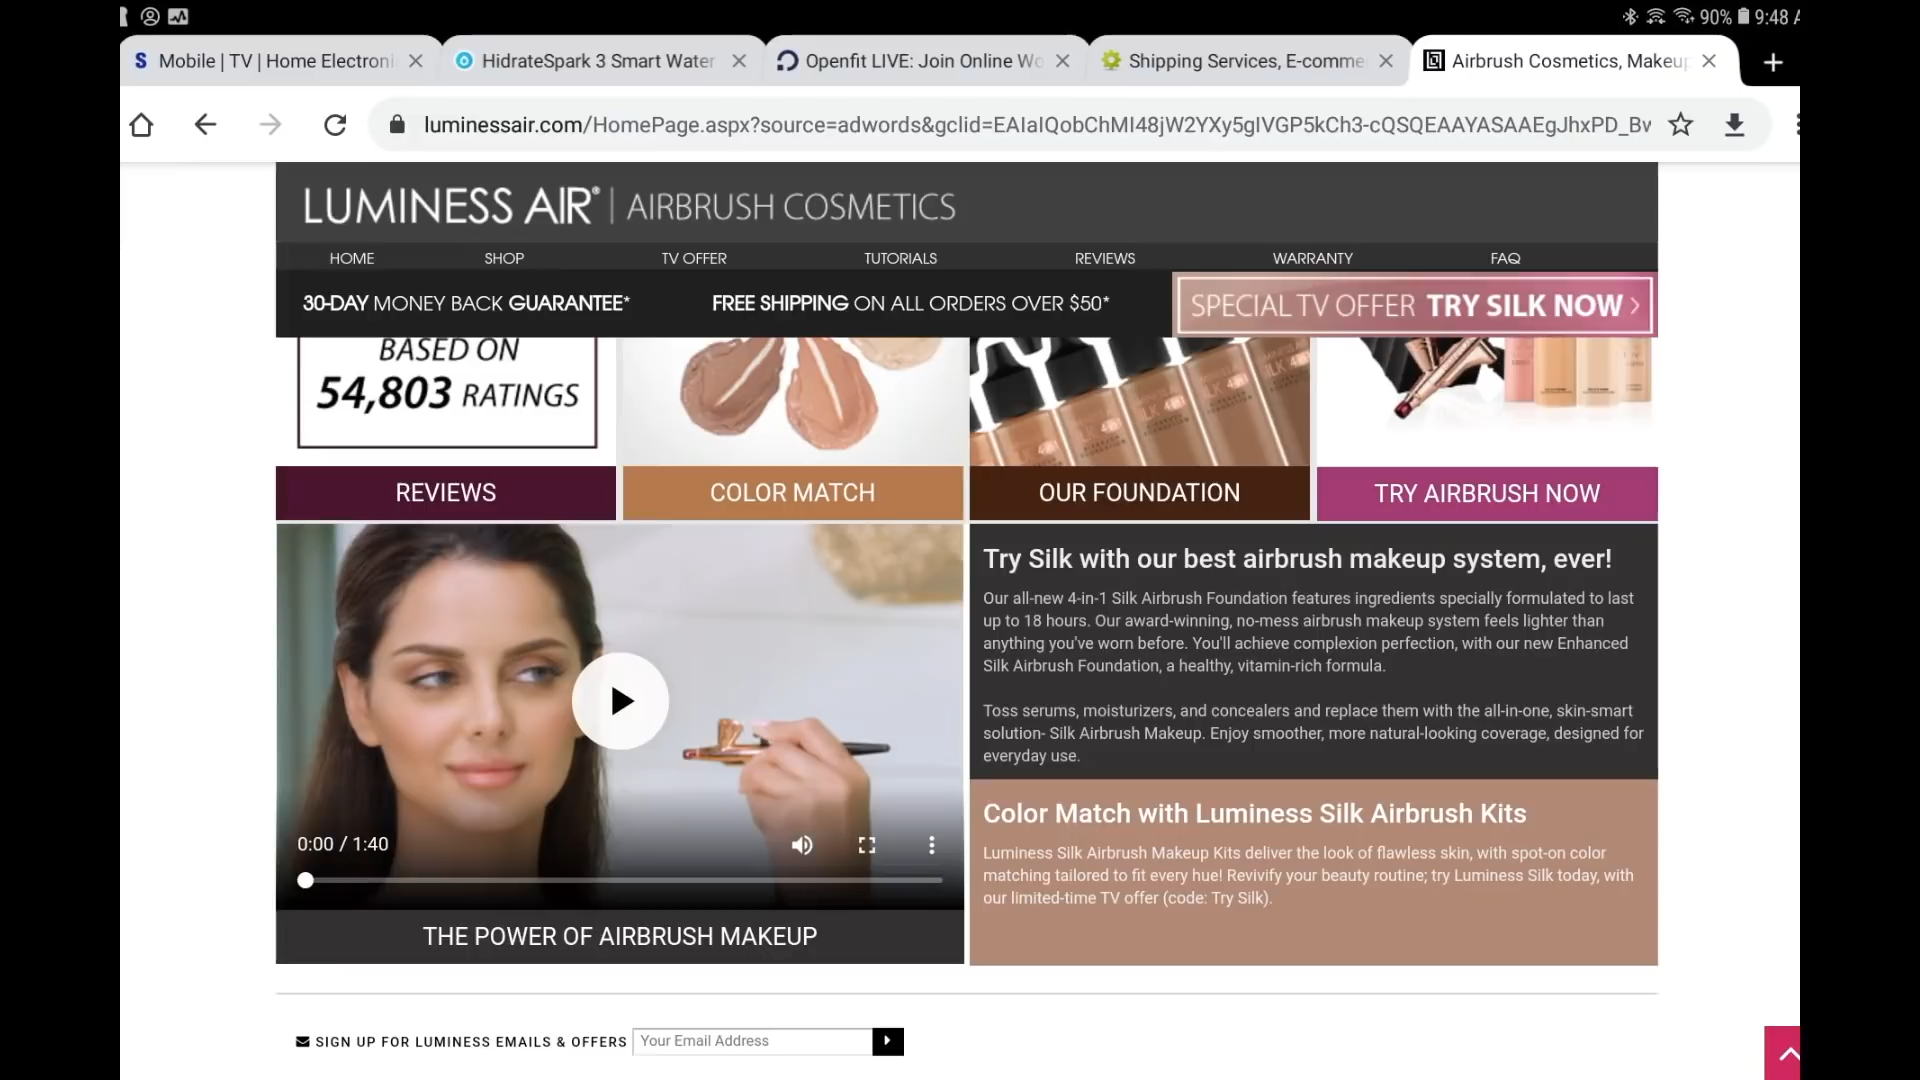 90% 9:48 A
S Mobile | TV | Home Electroni
HidrateSpark 3 Smart Water
Openfit LIVE: Join Online Wo
Shipping Services, E-comme
Airbrush Cosmetics, Makeup
luminessair.com/HomePage.aspx?source=adwords&gclid=EAIaIQobChMI48jW2YXy5gIVGP5kCh3-cQSQEAAYASAAEgJhxPD_Bw
LUMINESS AIR® | AIRBRUSH COSMETICS
HOME SHOP TV OFFER TUTORIALS REVIEWS WARRANTY FAQ
30-DAY MONEY BACK GUARANTEE* FREE SHIPPING ON ALL ORDERS OVER $50* SPECIAL TV OFFER TRY SILK NOW >
BASED ON
54,803 RATINGS
REVIEWS COLOR MATCH OUR FOUNDATION TRY AIRBRUSH NOW
0:00 / 1:40
THE POWER OF AIRBRUSH MAKEUP
Try Silk with our best airbrush makeup system, ever!
Our all-new 4-in-1 Silk Airbrush Foundation features ingredients specially formulated to last
up to 18 hours. Our award-winning, no-mess airbrush makeup system feels lighter than
anything you've worn before. You'll achieve complexion perfection, with our new Enhanced
Silk Airbrush Foundation, a healthy, vitamin-rich formula.
Toss serums, moisturizers, and concealers and replace them with the all-in-one, skin-smart
solution- Silk Airbrush Makeup. Enjoy smoother, more natural-looking coverage, designed for
everyday use.
Color Match with Luminess Silk Airbrush Kits
Luminess Silk Airbrush Makeup Kits deliver the look of flawless skin, with spot-on color
matching tailored to fit every hue! Revivify your beauty routine; try Luminess Silk today, with
our limited-time TV offer (code: Try Silk).
SIGN UP FOR LUMINESS EMAILS & OFFERS Your Email Address